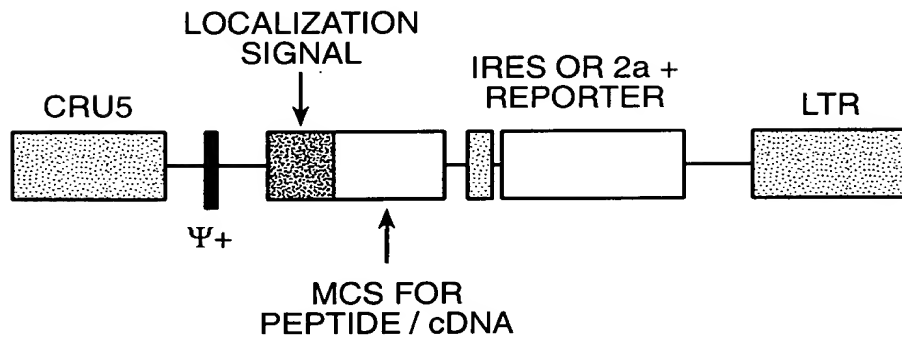 LOCALIZATION
SIGNAL
CRU5
IRES OR 2a +
REPORTER
LTR
Ψ+
MCS FOR
PEPTIDE / cDNA